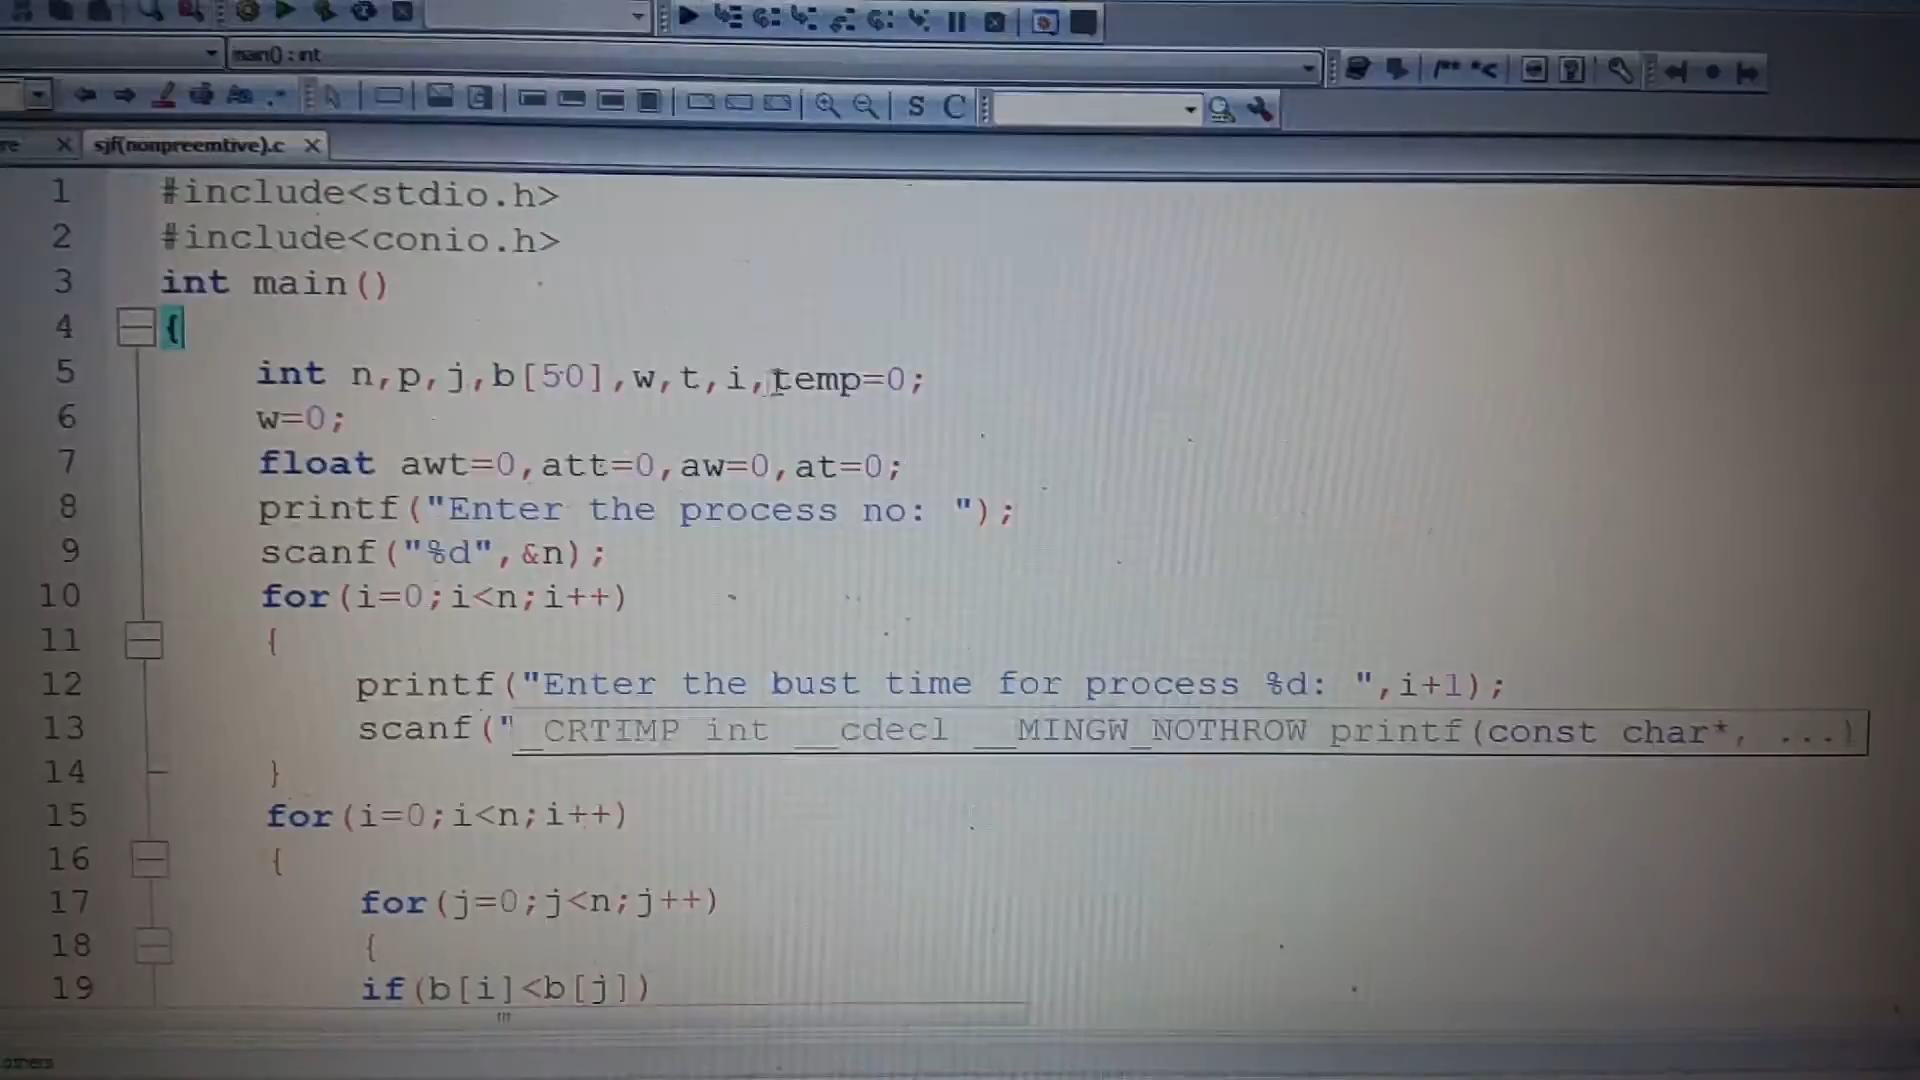 main() : int
S C
sjf(nonpreemtive).c
1 #include<stdio.h>
2 #include<conio.h>
3 int main()
4 {
5 int n,p,j,b[50],w,t,i,temp=0;
6 w=0;
7 float awt=0,att=0,aw=0,at=0;
8 printf("Enter the process no: ");
9 scanf("%d",&n);
10 for(i=0;i<n;i++)
11 {
12 printf("Enter the bust time for process %d: ",i+1);
13 scanf(" _CRTIMP int __cdecl __MINGW_NOTHROW printf(const char*, ...)
14 }
15 for(i=0;i<n;i++)
16 {
17 for(j=0;j<n;j++)
18 {
19 if(b[i]<b[j])